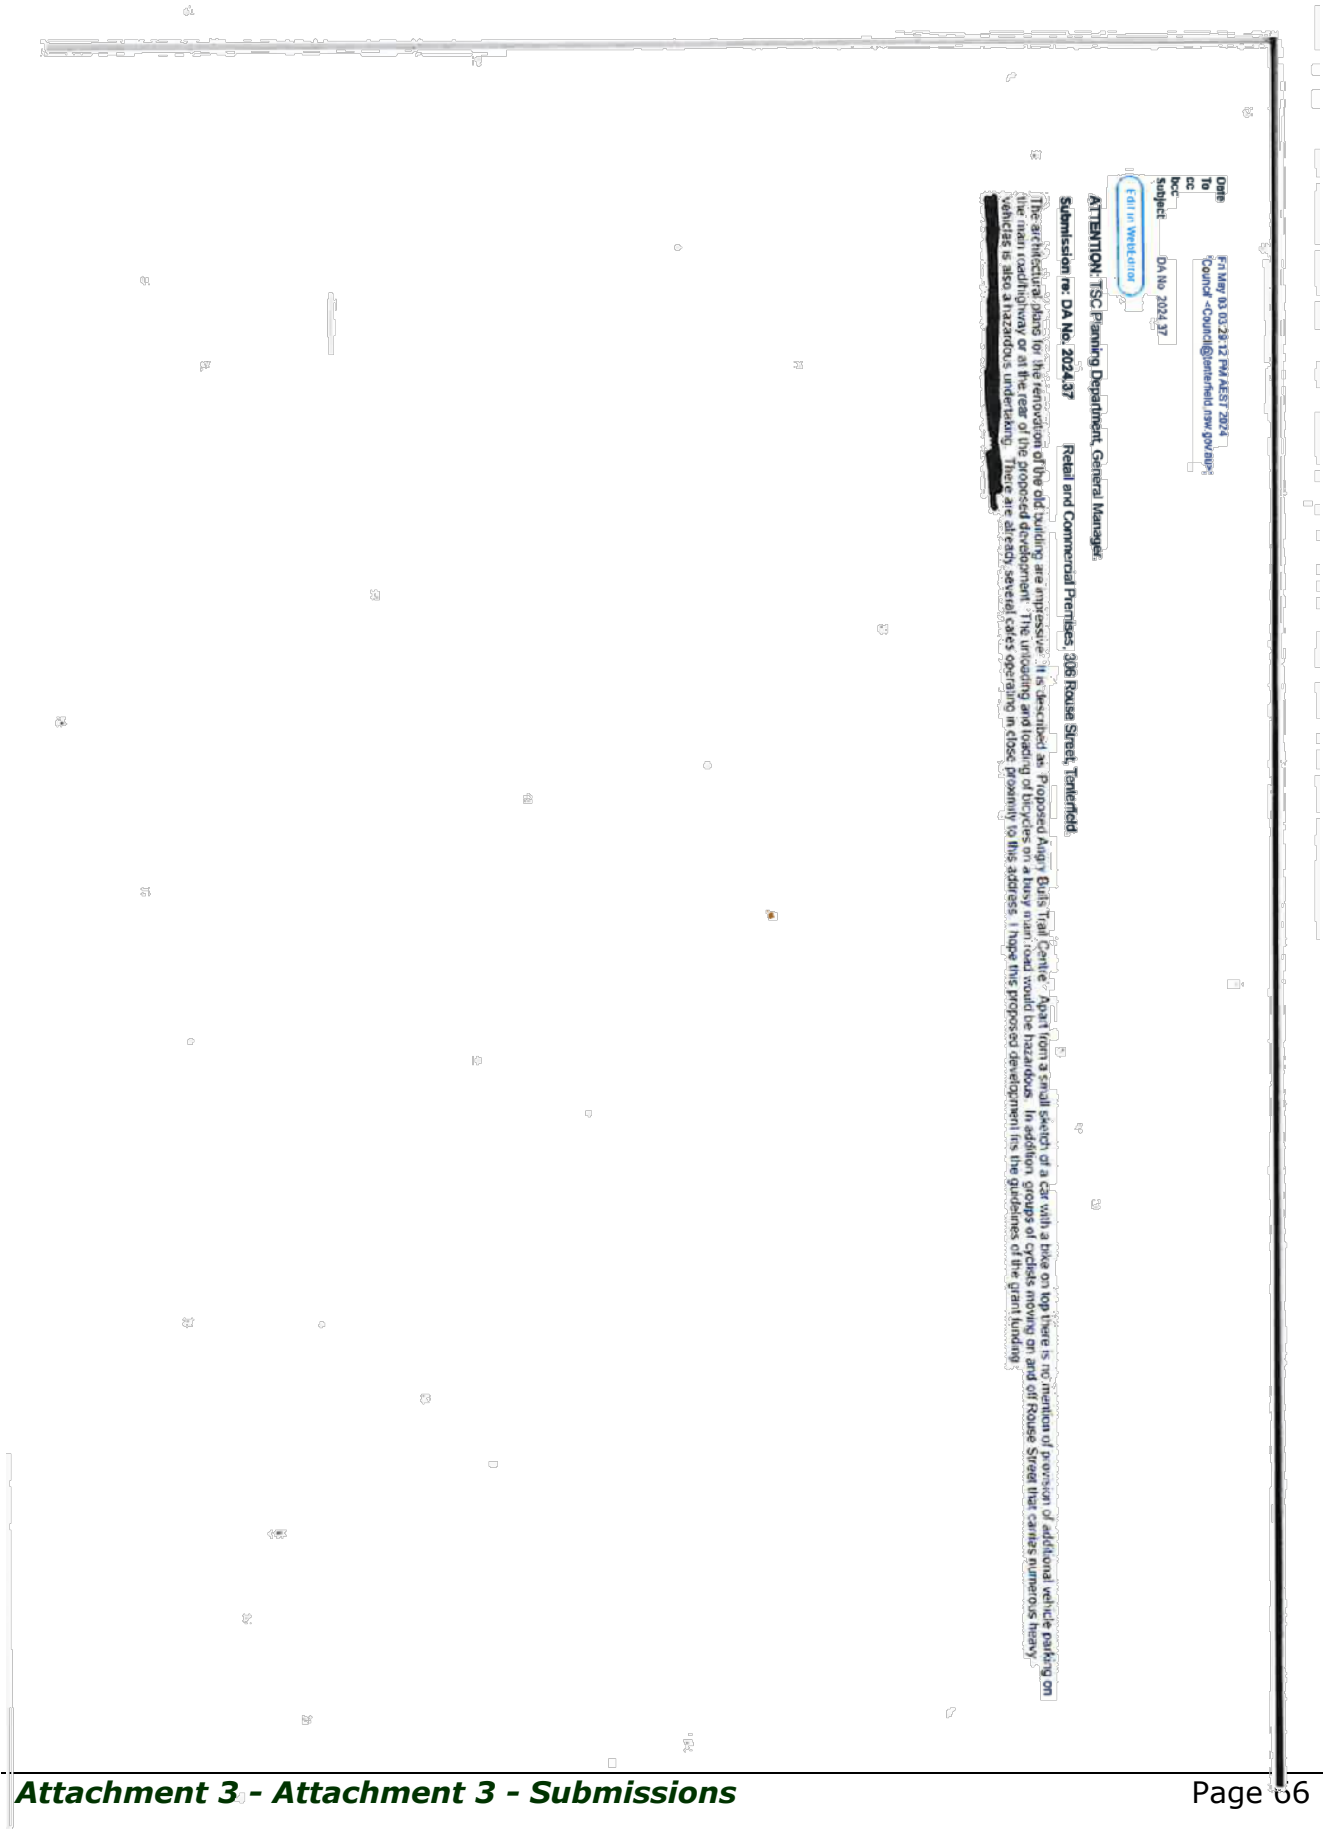 Date Fri May 03 03:29:12 PM AEST 2024
To "Council" <Council@tenterfield.nsw.gov.au>
cc
bcc
Subject DA No 2024.37
Edit in WebEditor
ATTENTION: TSC Planning Department, General Manager.
Submission re: DA No. 2024.37 Retail and Commercial Premises, 306 Rouse Street, Tenterfield
The architectural plans for the renovation of the old building are impressive. It is described as 'Proposed Angry Bulls Trail Centre'. Apart from a small sketch of a car with a bike on top there is no mention of provision of additional vehicle parking on
the main road/highway or at the rear of the proposed development. The unloading and loading of bicycles on a busy main road would be hazardous. In addition, groups of cyclists moving on and off Rouse Street that carries numerous heavy
vehicles is also a hazardous undertaking. There are already several cafes operating in close proximity to this address. I hope this proposed development fits the guidelines of the grant funding.
Attachment 3 - Attachment 3 - Submissions Page 66